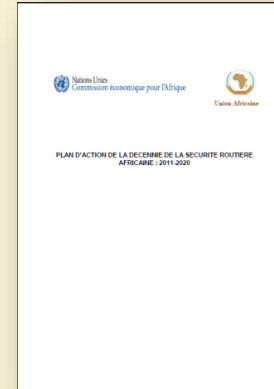 Nations Unies
Commission économique pour l'Afrique
Union Africaine
PLAN D'ACTION DE LA DECENNIE DE LA SECURITE ROUTIERE
AFRICAINE : 2011-2020